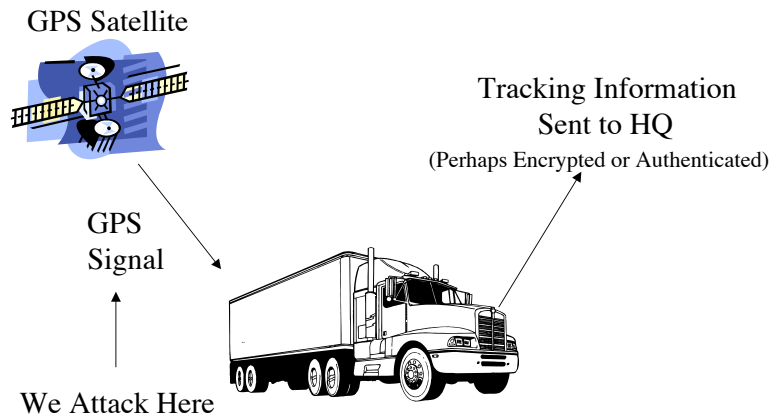 GPS Satellite
Tracking Information
Sent to HQ
(Perhaps Encrypted or Authenticated)
GPS
Signal
We Attack Here